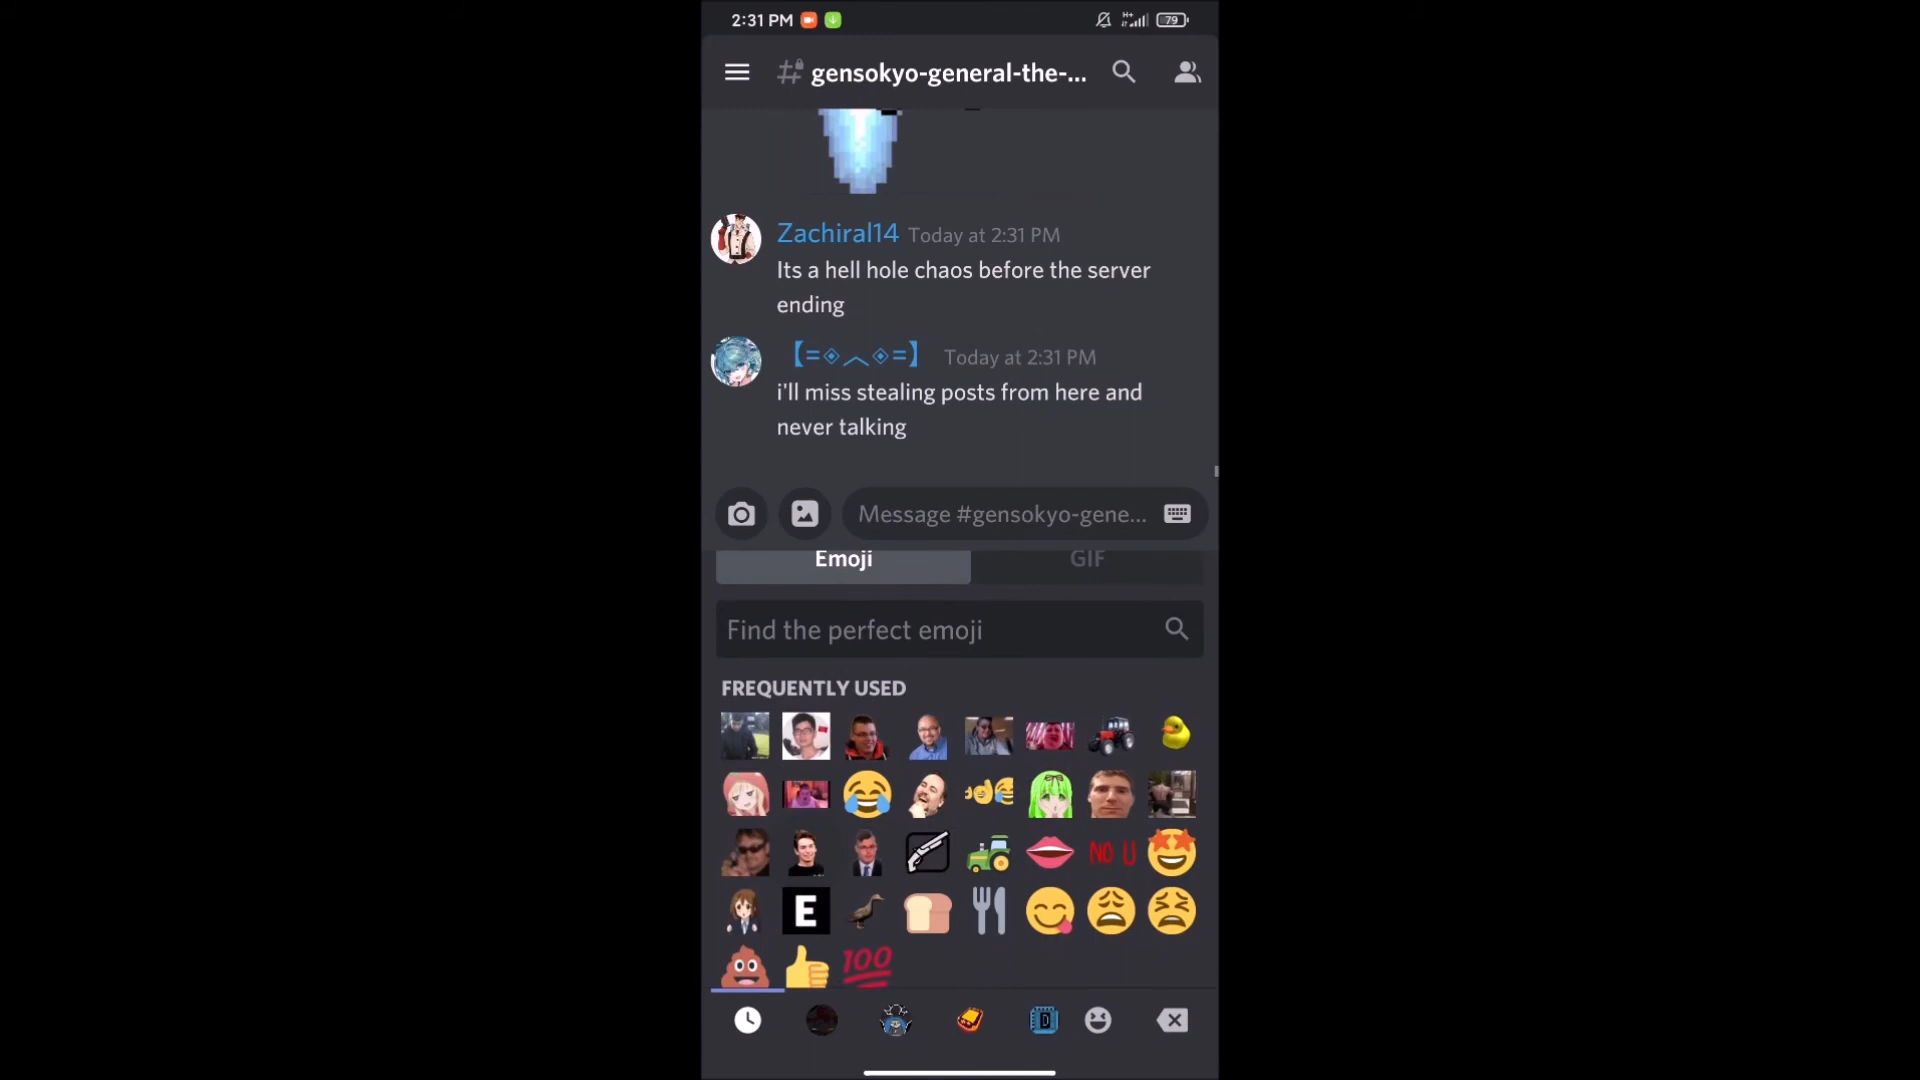 2:31 PM
H+
79
gensokyo-general-the-...
Zachiral14 Today at 2:31 PM
Its a hell hole chaos before the server
ending
【=◈︿◈=】 Today at 2:31 PM
i'll miss stealing posts from here and
never talking
Message #gensokyo-gene...
Emoji GIF
Find the perfect emoji
FREQUENTLY USED
NO U
E
100
D